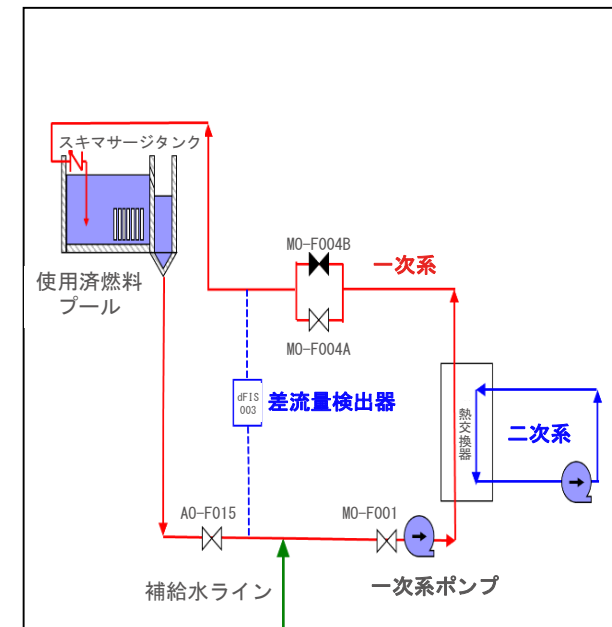 スキマサージタンク
使用済燃料
プール
MO-F004B
一次系
MO-F004A
dFIS
003
差流量検出器
熱交換器
二次系
AO-F015
MO-F001
補給水ライン
一次系ポンプ